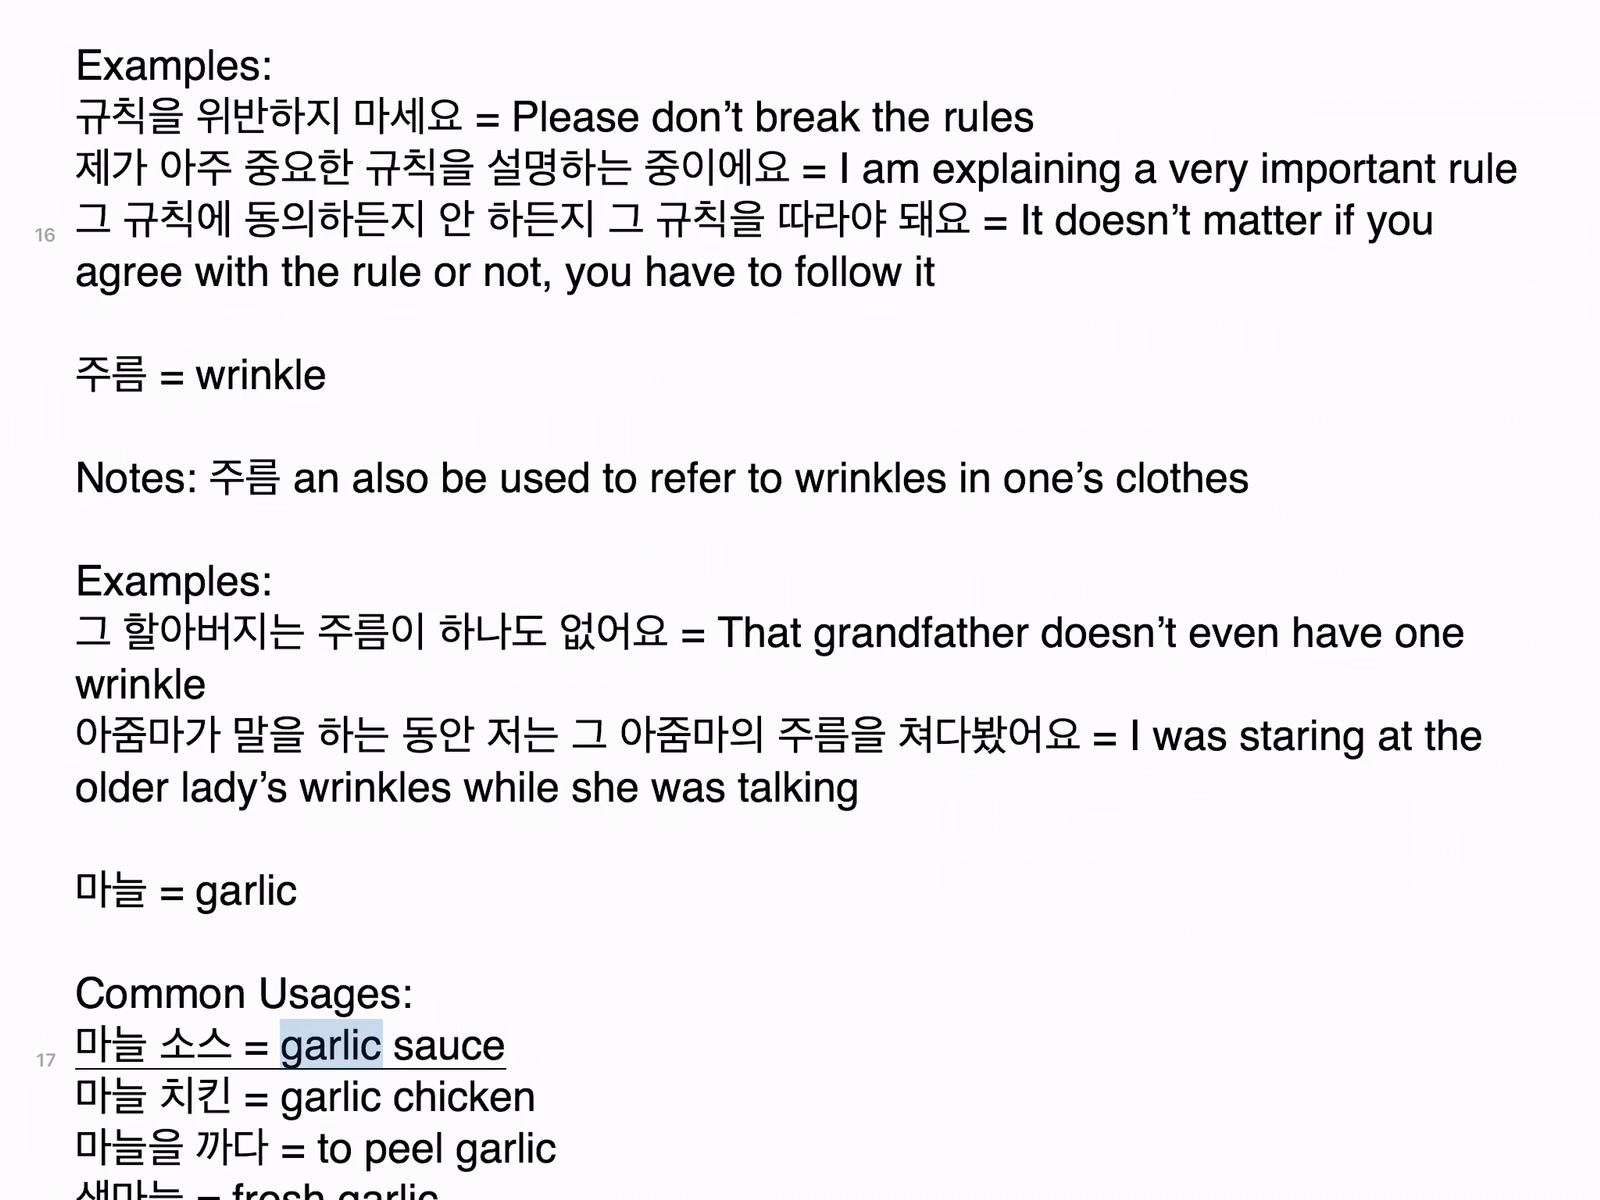 Examples:
규칙을 위반하지 마세요 = Please don’t break the rules
제가 아주 중요한 규칙을 설명하는 중이에요 = I am explaining a very important rule
16 그 규칙에 동의하든지 안 하든지 그 규칙을 따라야 돼요 = It doesn’t matter if you
agree with the rule or not, you have to follow it
주름 = wrinkle
Notes: 주름 an also be used to refer to wrinkles in one’s clothes
Examples:
그 할아버지는 주름이 하나도 없어요 = That grandfather doesn’t even have one
wrinkle
아줌마가 말을 하는 동안 저는 그 아줌마의 주름을 쳐다봤어요 = I was staring at the
older lady’s wrinkles while she was talking
마늘 = garlic
Common Usages:
17 마늘 소스 = garlic sauce
마늘 치킨 = garlic chicken
마늘을 까다 = to peel garlic
생마늘 = fresh garlic